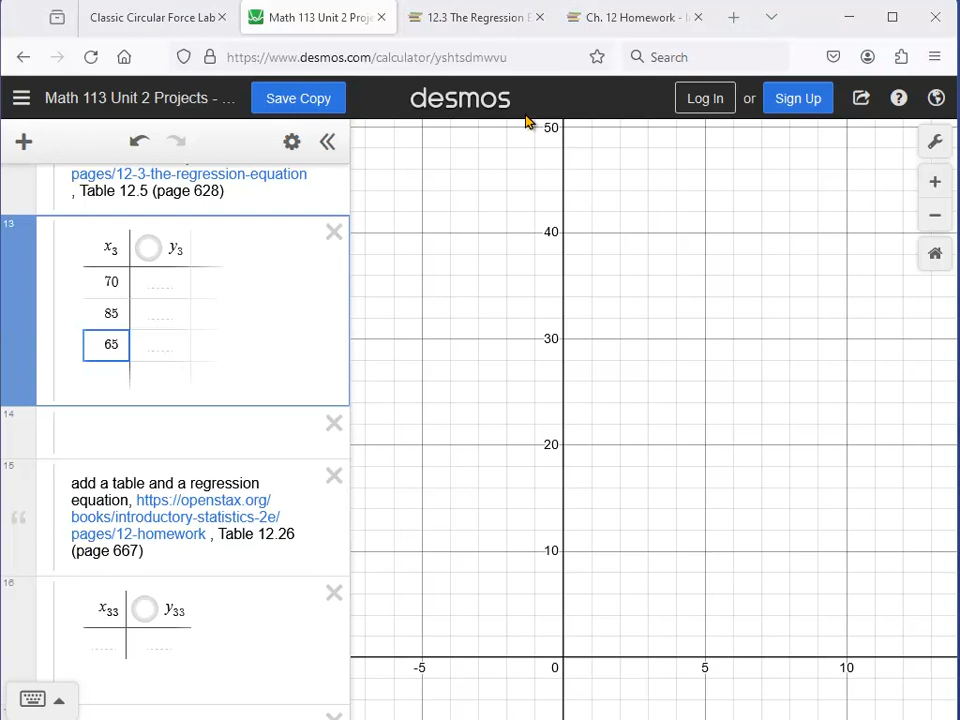 Classic Circular Force Lab
Math 113 Unit 2 Proje
12.3 The Regression E
Ch. 12 Homework - I
https://www.desmos.com/calculator/yshtsdmwvu
Search
Math 113 Unit 2 Projects - ...
Save Copy
desmos
Log In
or
Sign Up
pages/12-3-the-regression-equation
, Table 12.5 (page 628)
13
x3 y3
70
85
65
14
15
add a table and a regression
equation, https://openstax.org/
books/introductory-statistics-2e/
pages/12-homework , Table 12.26
(page 667)
16
x33 y33
50
40
30
20
10
-5
0
5
10